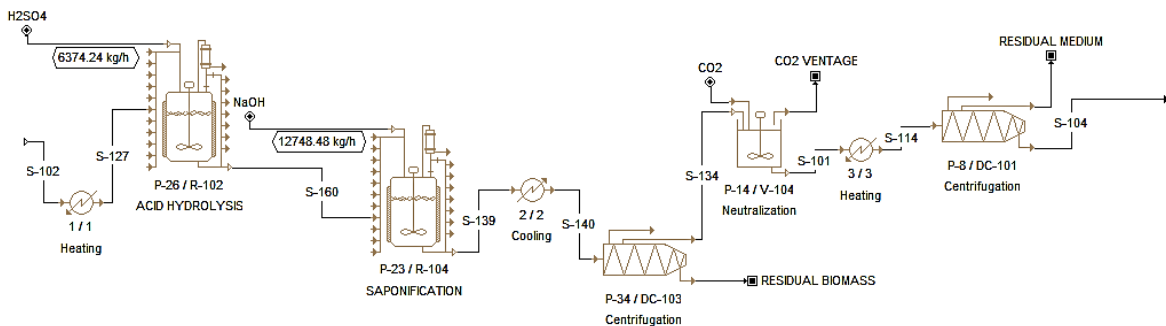 H2SO4
6374.24 kg/h
S-102
1 / 1
Heating
S-127
P-26 / R-102
ACID HYDROLYSIS
NaOH
12748.48 kg/h
S-160
P-23 / R-104
SAPONIFICATION
S-139
2 / 2
Cooling
S-140
P-34 / DC-103
Centrifugation
RESIDUAL BIOMASS
S-134
CO2
CO2 VENTAGE
P-14 / V-104
Neutralization
S-101
3 / 3
Heating
S-114
P-8 / DC-101
Centrifugation
RESIDUAL MEDIUM
S-104